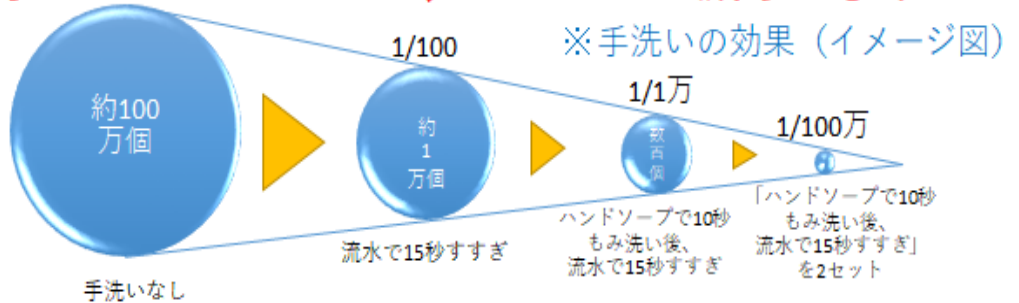 ※手洗いの効果（イメージ図）
約100
万個
手洗いなし
1/100
約
1
万個
流水で15秒すすぎ
1/1万
数
百
個
ハンドソープで10秒
もみ洗い後、
流水で15秒すすぎ
1/100万
「ハンドソープで10秒
もみ洗い後、
流水で15秒すすぎ」
を2セット